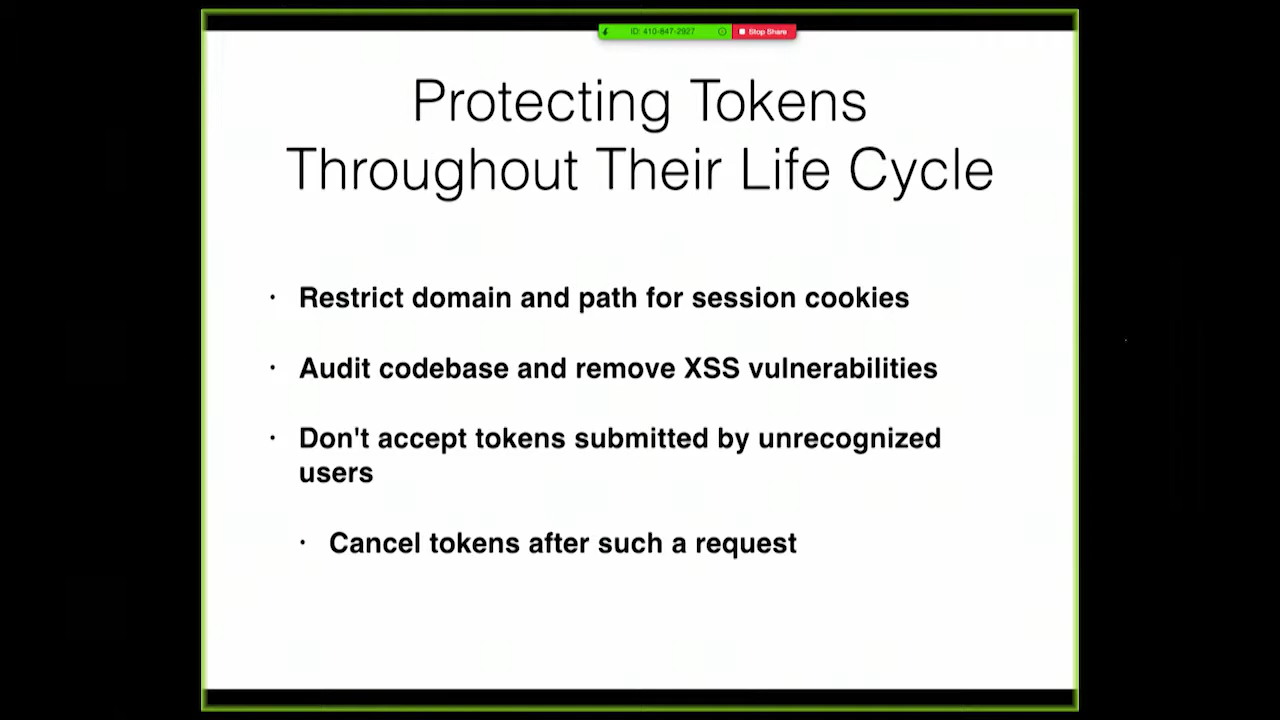 ID: 410-847-2927 Stop Share
Protecting Tokens
Throughout Their Life Cycle
· Restrict domain and path for session cookies
· Audit codebase and remove XSS vulnerabilities
· Don't accept tokens submitted by unrecognized
users
· Cancel tokens after such a request